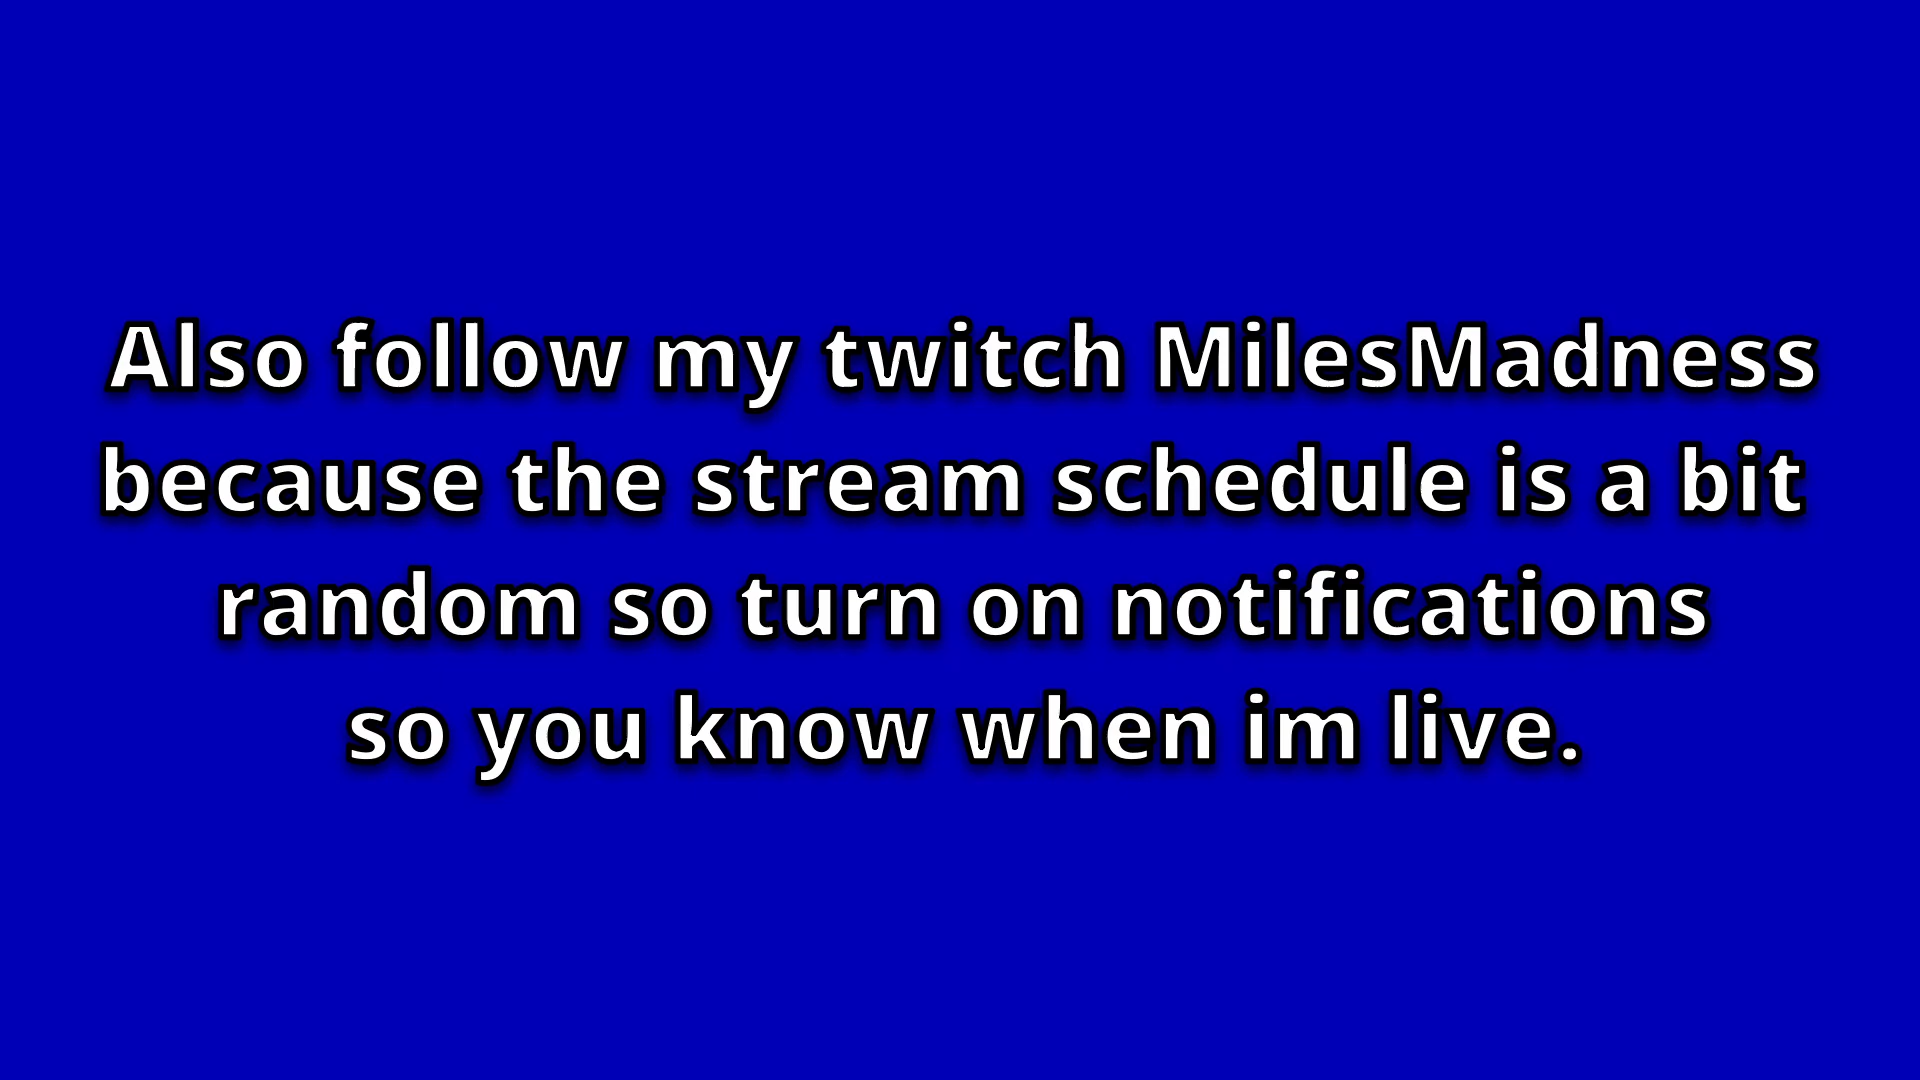 Also follow my twitch MilesMadness
because the stream schedule is a bit
random so turn on notifications
so you know when im live.